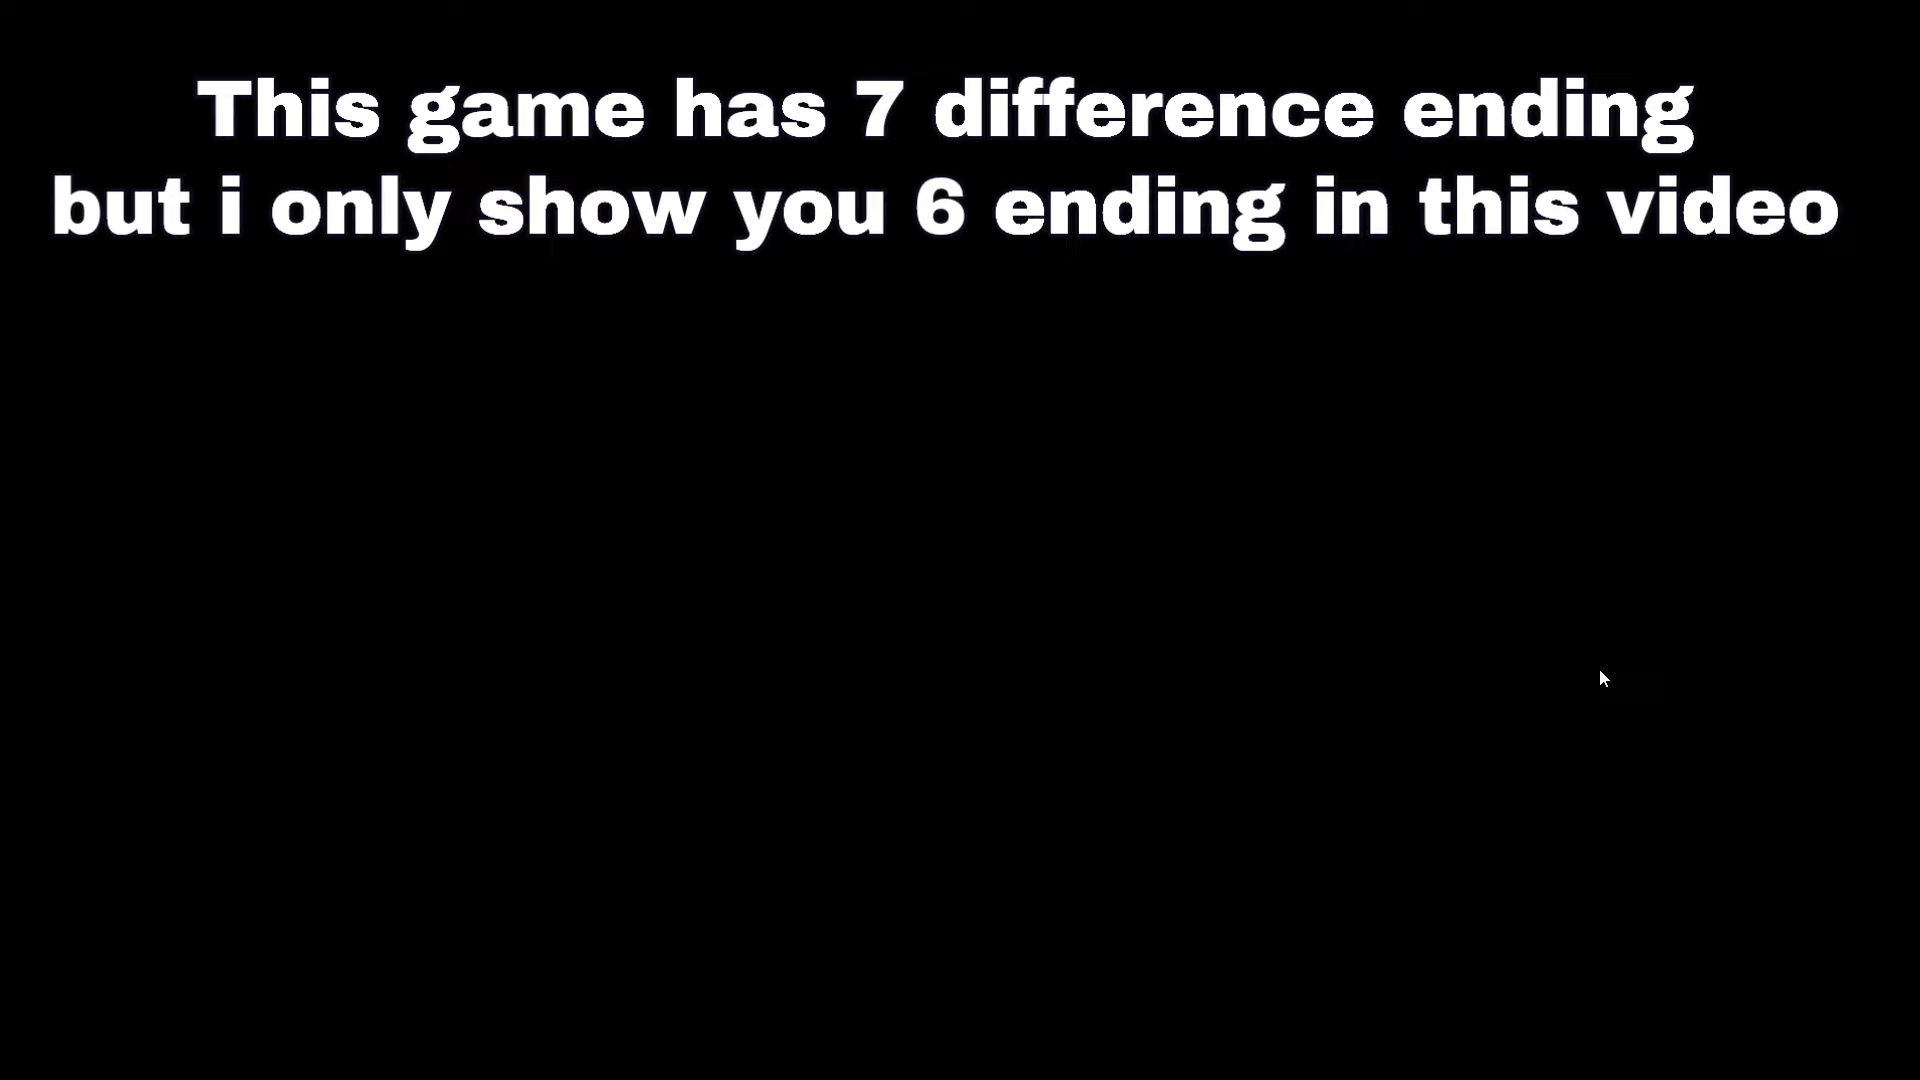 This game has 7 difference ending
but i only show you 6 ending in this video